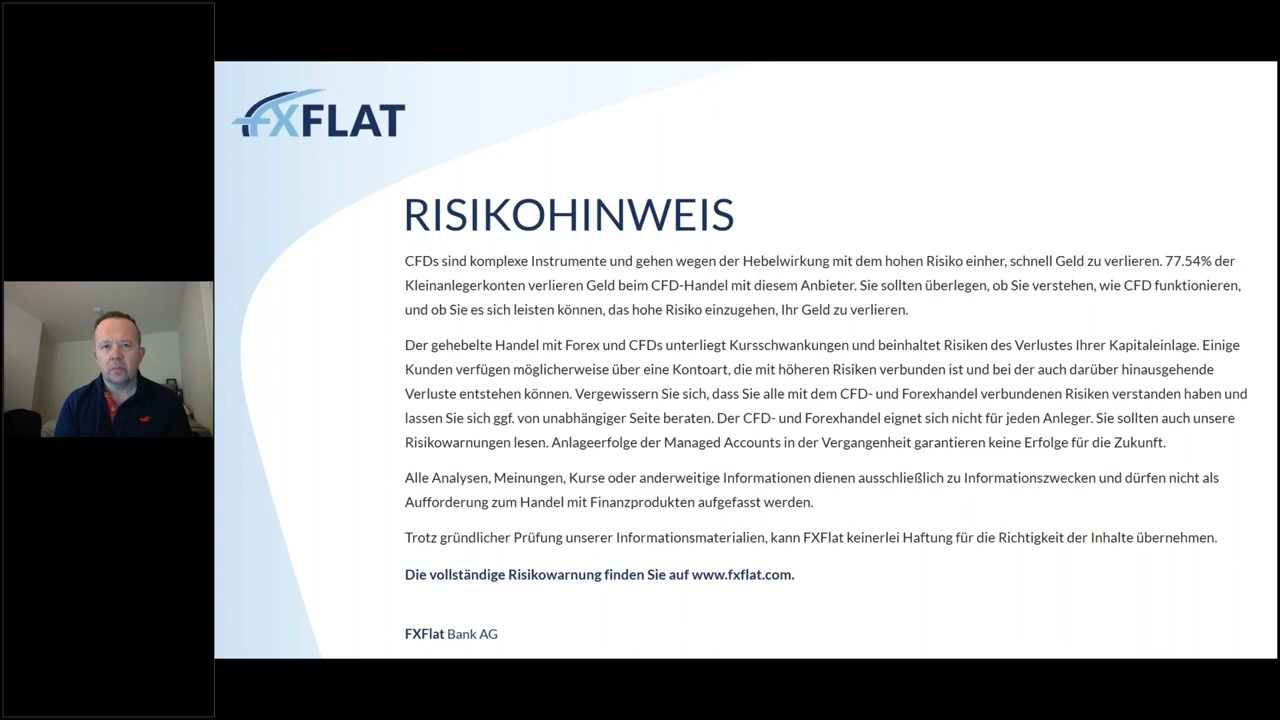 FXFLAT
RISIKOHINWEIS
CFDs sind komplexe Instrumente und gehen wegen der Hebelwirkung mit dem hohen Risiko einher, schnell Geld zu verlieren. 77.54% der
Kleinanlegerkonten verlieren Geld beim CFD-Handel mit diesem Anbieter. Sie sollten überlegen, ob Sie verstehen, wie CFD funktionieren,
und ob Sie es sich leisten können, das hohe Risiko einzugehen, Ihr Geld zu verlieren.
Der gehebelte Handel mit Forex und CFDs unterliegt Kursschwankungen und beinhaltet Risiken des Verlustes Ihrer Kapitaleinlage. Einige
Kunden verfügen möglicherweise über eine Kontoart, die mit höheren Risiken verbunden ist und bei der auch darüber hinausgehende
Verluste entstehen können. Vergewissern Sie sich, dass Sie alle mit dem CFD- und Forexhandel verbundenen Risiken verstanden haben und
lassen Sie sich ggf. von unabhängiger Seite beraten. Der CFD- und Forexhandel eignet sich nicht für jeden Anleger. Sie sollten auch unsere
Risikowarnungen lesen. Anlageerfolge der Managed Accounts in der Vergangenheit garantieren keine Erfolge für die Zukunft.
Alle Analysen, Meinungen, Kurse oder anderweitige Informationen dienen ausschließlich zu Informationszwecken und dürfen nicht als
Aufforderung zum Handel mit Finanzprodukten aufgefasst werden.
Trotz gründlicher Prüfung unserer Informationsmaterialien, kann FXFlat keinerlei Haftung für die Richtigkeit der Inhalte übernehmen.
Die vollständige Risikowarnung finden Sie auf www.fxflat.com.
FXFlat Bank AG